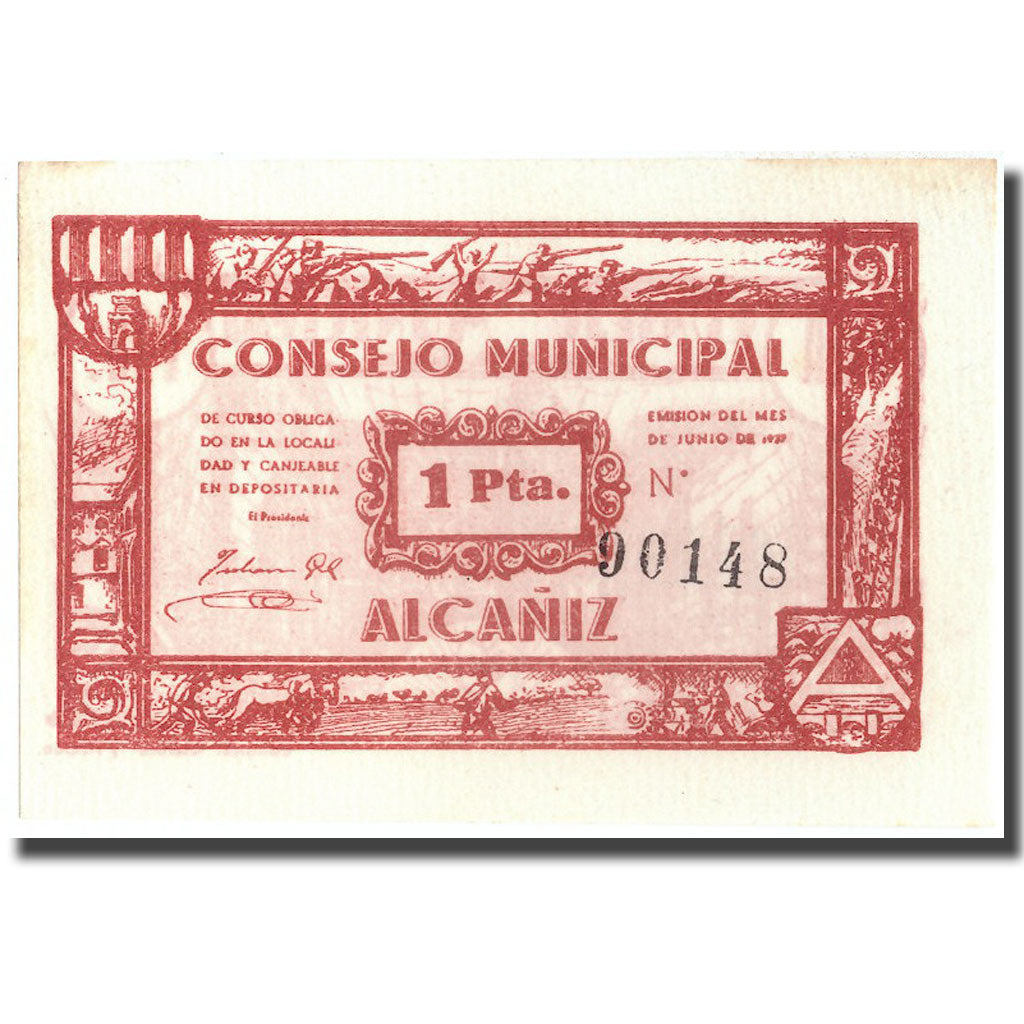 CONSEJO MUNICIPAL
DE CURSO OBLIGA-
DO EN LA LOCALI
DAD Y CANJEABLE
EN DEPOSITARIA
El Presidente
1 Pta.
EMISION DEL MES
DE JUNIO DE 1937
N.
90148
ALCAÑIZ